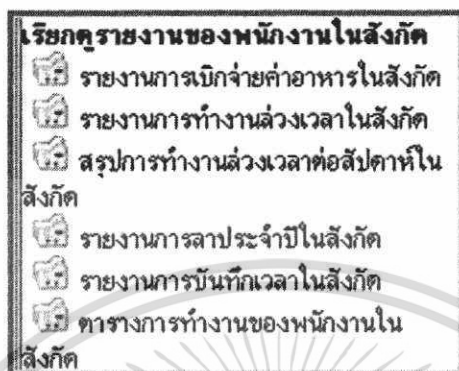 เรียกดูรายงานของพนักงานในสังกัด
รายงานการเบิกจ่ายค่าอาหารในสังกัด
รายงานการทำงานล่วงเวลาในสังกัด
สรุปการทำงานล่วงเวลาต่อสัปดาห์ใน
สังกัด
รายงานการลาประจำปีในสังกัด
รายงานการบันทึกเวลาในสังกัด
ตารางการทำงานของพนักงานใน
สังกัด